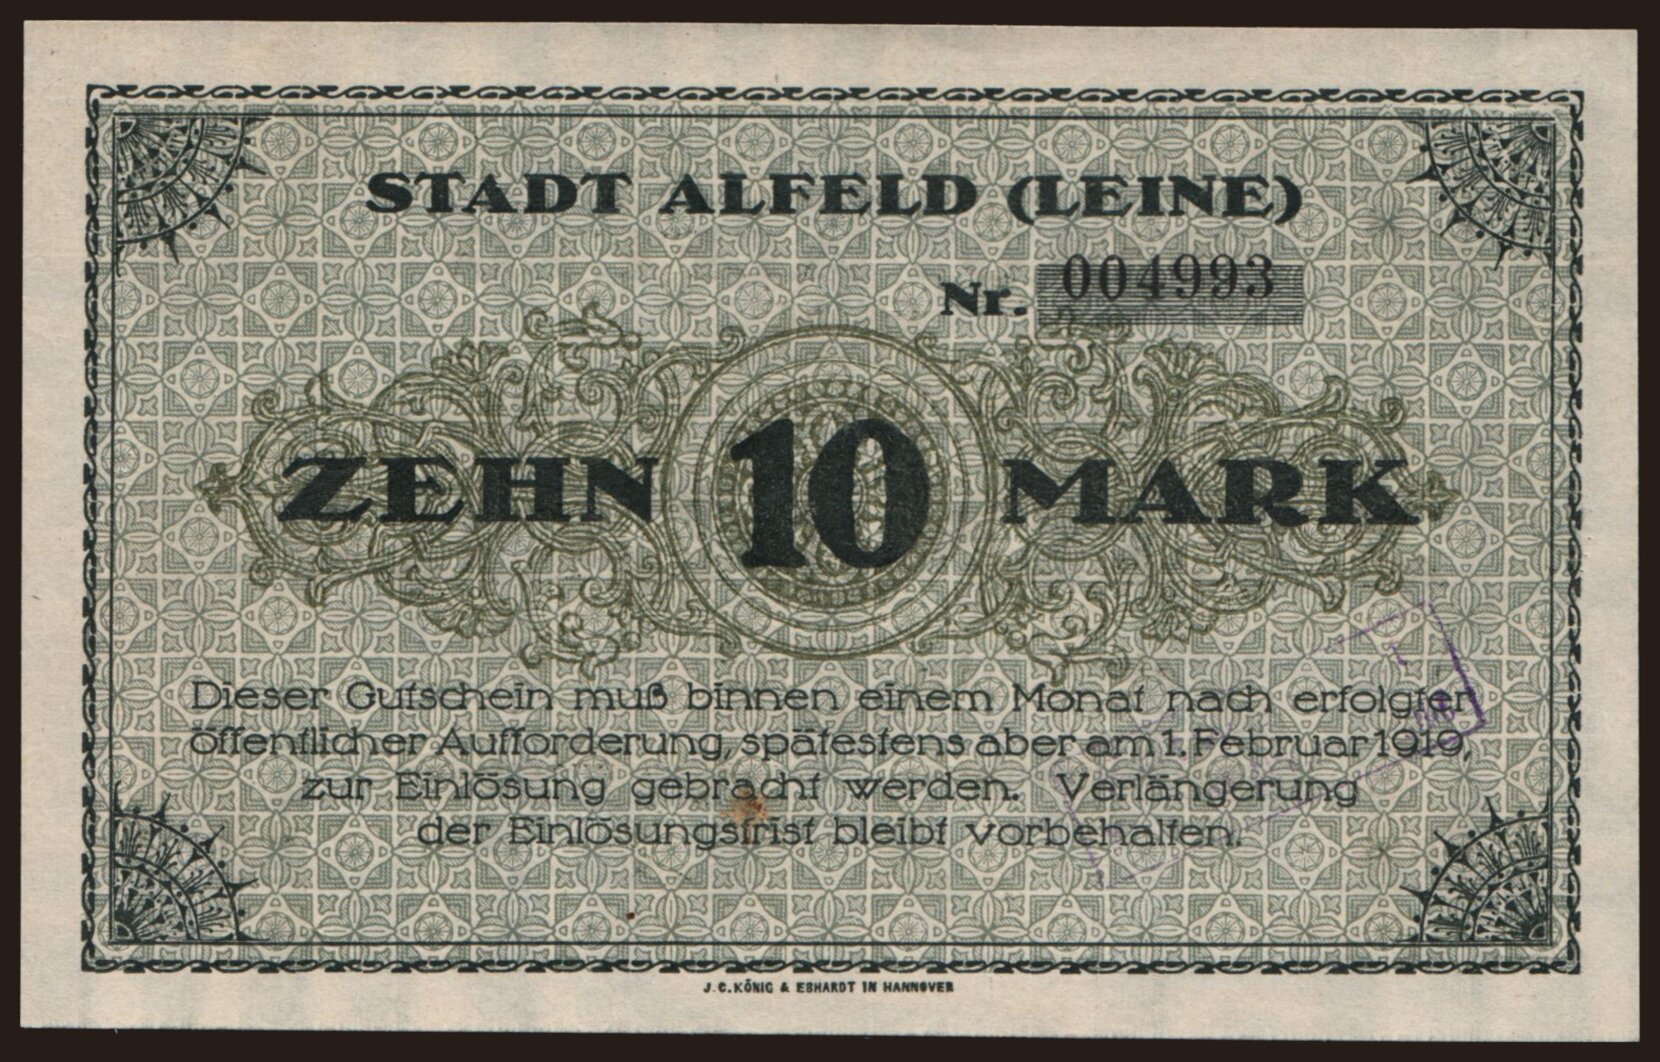 STADT ALFELD (LEINE)
Nr. 004993
ZEHN 10 MARK
Dieser Gutschein muß binnen einem Monat nach erfolgter
öffentlicher Aufforderung, spätestens aber am 1. Februar 1919,
zur Einlösung gebracht werden. Verlängerung
der Einlösungsfrist bleibt vorbehalten.
J.C.KÖNIG & EBHARDT IN HANNOVER